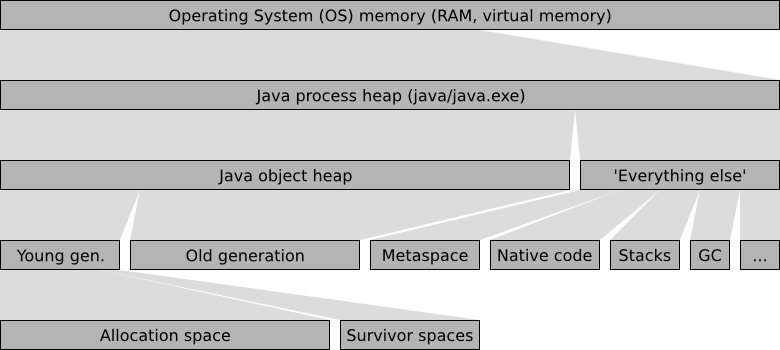 Operating System (OS) memory (RAM, virtual memory)
Java process heap (java/java.exe)
Java object heap
'Everything else'
Young gen.
Old generation
Metaspace
Native code
Stacks
GC
...
Allocation space
Survivor spaces